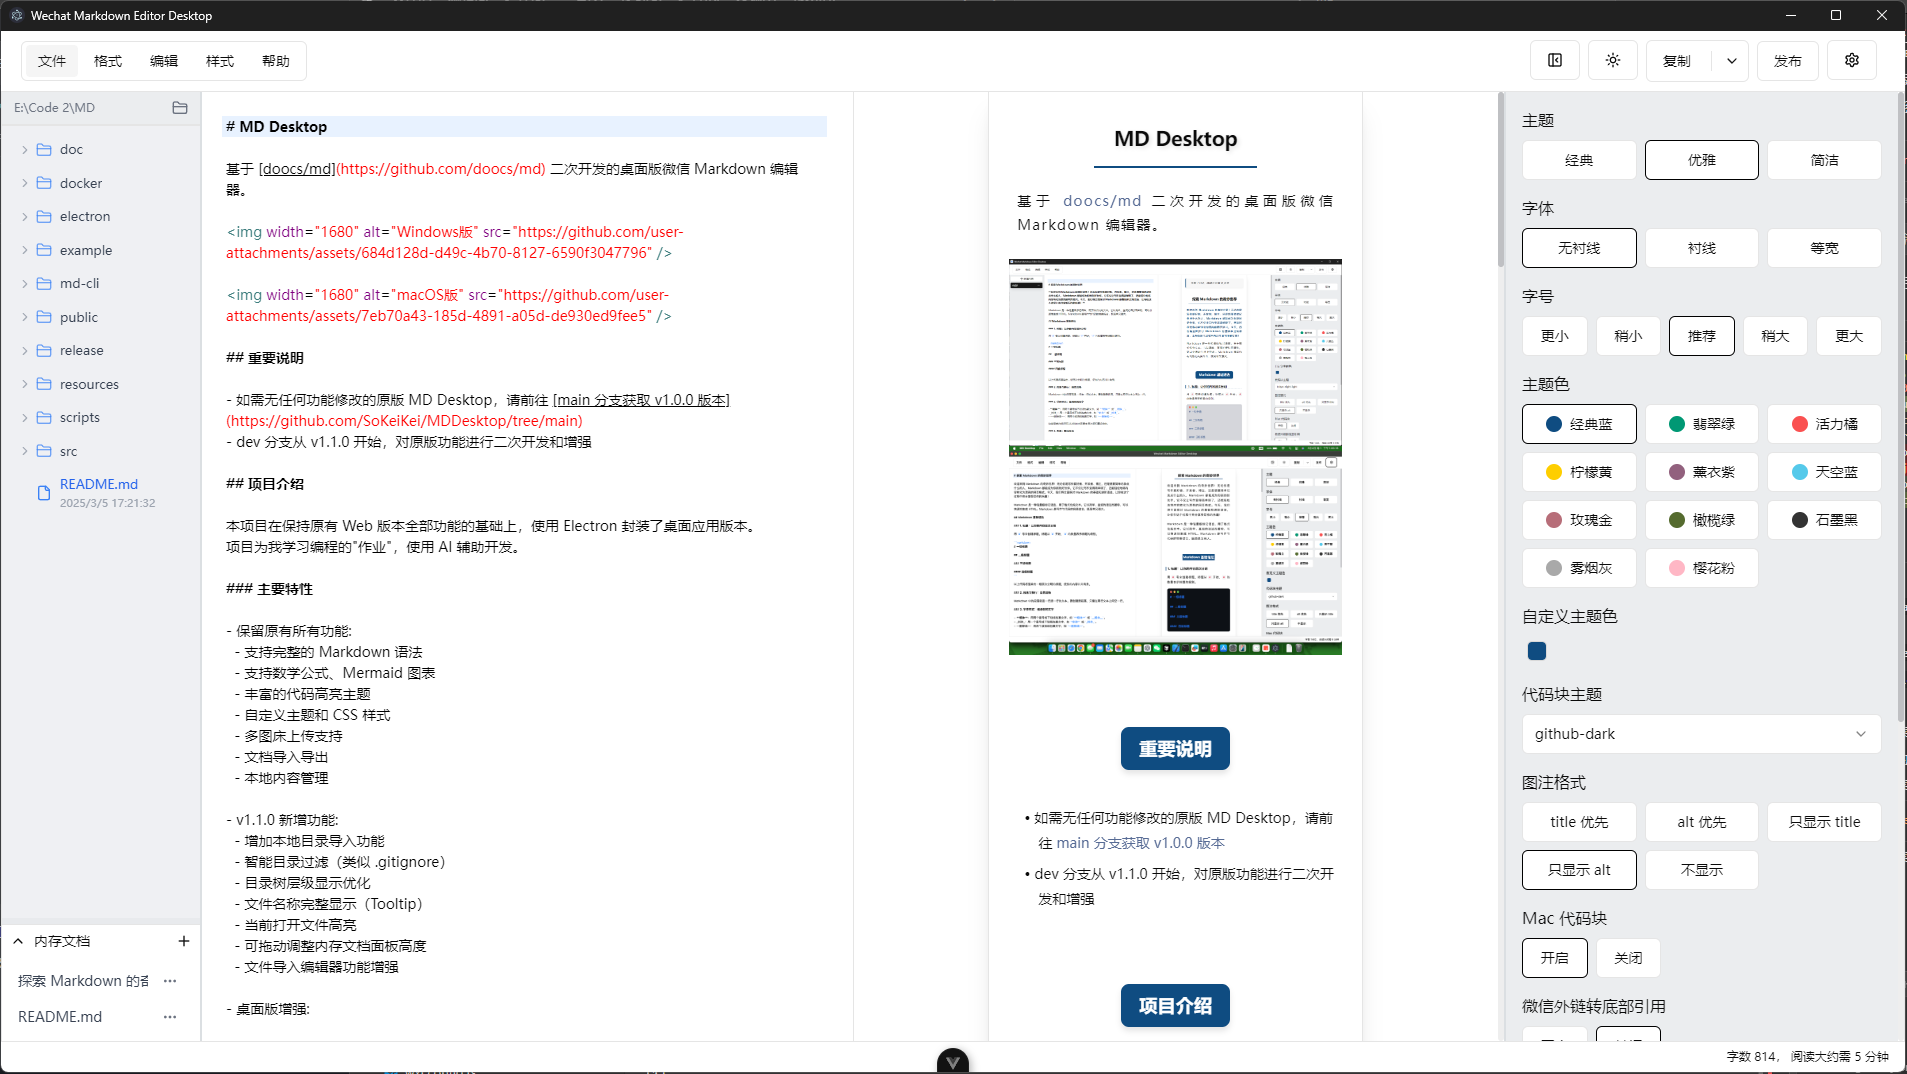 Wechat Markdown Editor Desktop
文件 格式 编辑 样式 帮助
复制 发布
E:\Code 2\MD
doc
docker
electron
example
md-cli
public
release
resources
scripts
src
README.md
2025/3/5 17:21:32
内存文档
探索 Markdown 的
README.md
# MD Desktop
基于 [doocs/md](https://github.com/doocs/md) 二次开发的桌面版微信 Markdown 编辑
器。
<img width="1680" alt="Windows版" src="https://github.com/user-
attachments/assets/684d128d-d49c-4b70-8127-6590f3047796" />
<img width="1680" alt="macOS版" src="https://github.com/user-
attachments/assets/7eb70a43-185d-4891-a05d-de930ed9fee5" />
## 重要说明
- 如需无任何功能修改的原版 MD Desktop，请前往 [main 分支获取 v1.0.0 版本]
(https://github.com/SoKeiKei/MDDesktop/tree/main)
- dev 分支从 v1.1.0 开始，对原版功能进行二次开发和增强
## 项目介绍
本项目在保持原有 Web 版本全部功能的基础上，使用 Electron 封装了桌面应用版本。
项目为我学习编程的"作业"，使用 AI 辅助开发。
### 主要特性
- 保留原有所有功能:
- 支持完整的 Markdown 语法
- 支持数学公式、Mermaid 图表
- 丰富的代码高亮主题
- 自定义主题和 CSS 样式
- 多图床上传支持
- 文档导入导出
- 本地内容管理
- v1.1.0 新增功能:
- 增加本地目录导入功能
- 智能目录过滤（类似 .gitignore）
- 目录树层级显示优化
- 文件名称完整显示（Tooltip）
- 当前打开文件高亮
- 可拖动调整内存文档面板高度
- 文件导入编辑器功能增强
- 桌面版增强:
MD Desktop
基于 doocs/md 二次开发的桌面版微信
Markdown 编辑器。
重要说明
• 如需无任何功能修改的原版 MD Desktop，请前
往 main 分支获取 v1.0.0 版本
• dev 分支从 v1.1.0 开始，对原版功能进行二次开
发和增强
项目介绍
主题
经典 优雅 简洁
字体
无衬线 衬线 等宽
字号
更小 稍小 推荐 稍大 更大
主题色
经典蓝 翡翠绿 活力橘
柠檬黄 薰衣紫 天空蓝
玫瑰金 橄榄绿 石墨黑
雾烟灰 樱花粉
自定义主题色
代码块主题
github-dark
图注格式
title 优先 alt 优先 只显示 title
只显示 alt 不显示
Mac 代码块
开启 关闭
微信外链转底部引用
字数 814， 阅读大约需 5 分钟